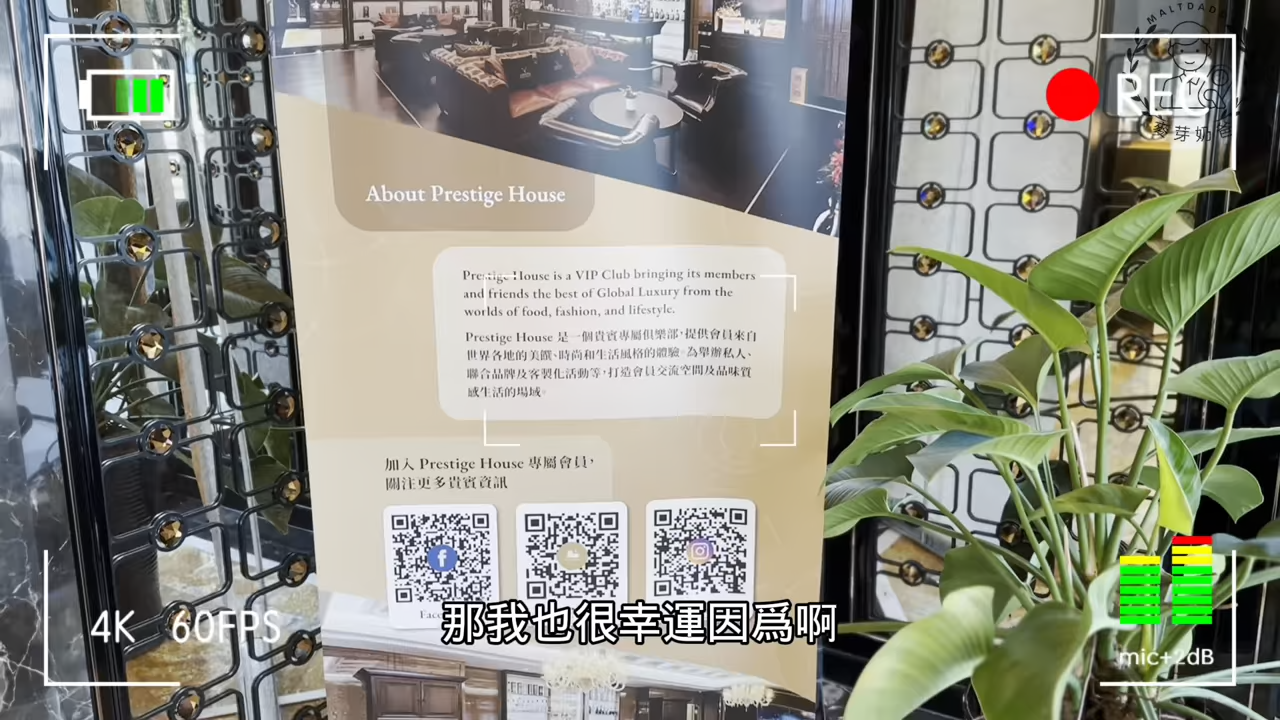 MALTDADDY
REC
麥芽奶爸
About Prestige House
Prestige House is a VIP Club bringing its members
and friends the best of Global Luxury from the
worlds of food, fashion, and lifestyle.
Prestige House 是一個貴賓專屬俱樂部，提供會員來自
世界各地的美饌、時尚和生活風格的體驗。為舉辦私人、
聯合品牌及客製化活動等，打造會員交流空間及品味質
感生活的場域。
加入 Prestige House 專屬會員，
關注更多貴賓資訊
那我也很幸運因爲啊
4K 60FPS
mic+2dB